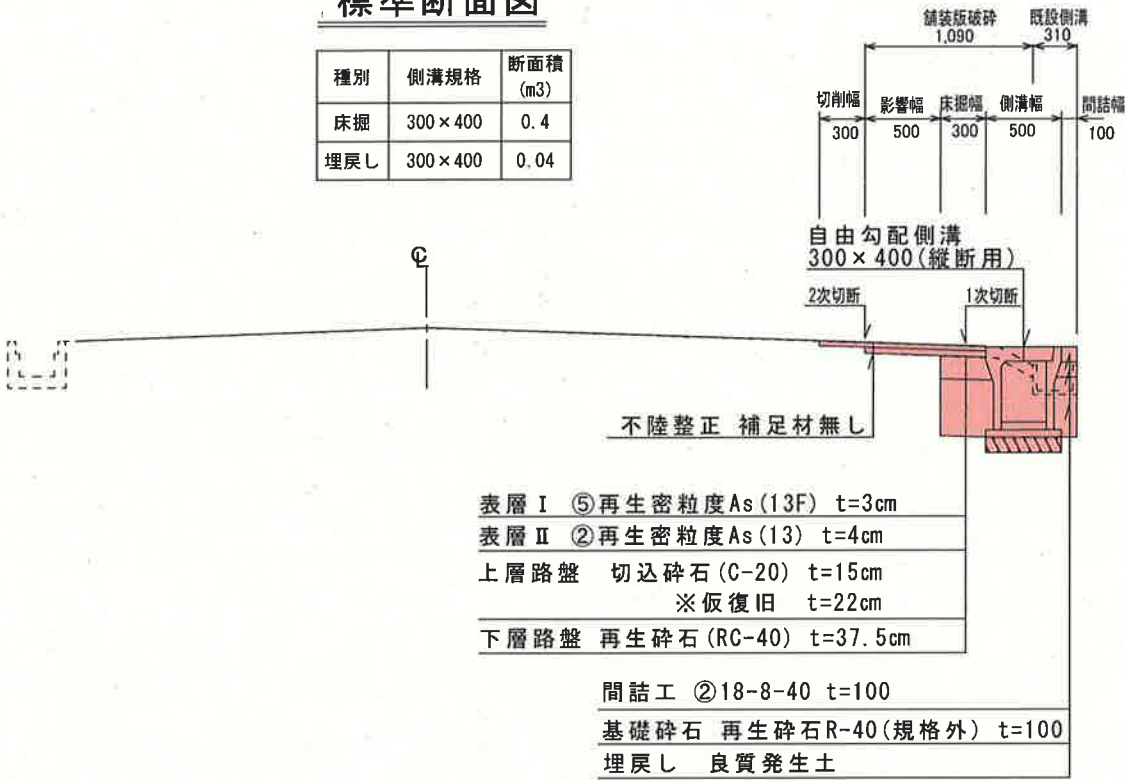 標準断面図
種別 側溝規格 断面積(m3)
床掘 300×400 0.4
埋戻し 300×400 0.04
舗装版破砕 既設側溝
1,090 310
切削幅 影響幅 床掘幅 側溝幅 間詰幅
300 500 300 500 100
自由勾配側溝
300×400(縦断用)
2次切断 1次切断
℄
不陸整正 補足材無し
表層Ⅰ ⑤再生密粒度As(13F) t=3cm
表層Ⅱ ②再生密粒度As(13) t=4cm
上層路盤 切込砕石(C-20) t=15cm
※仮復旧 t=22cm
下層路盤 再生砕石(RC-40) t=37.5cm
間詰工 ②18-8-40 t=100
基礎砕石 再生砕石R-40(規格外) t=100
埋戻し 良質発生土